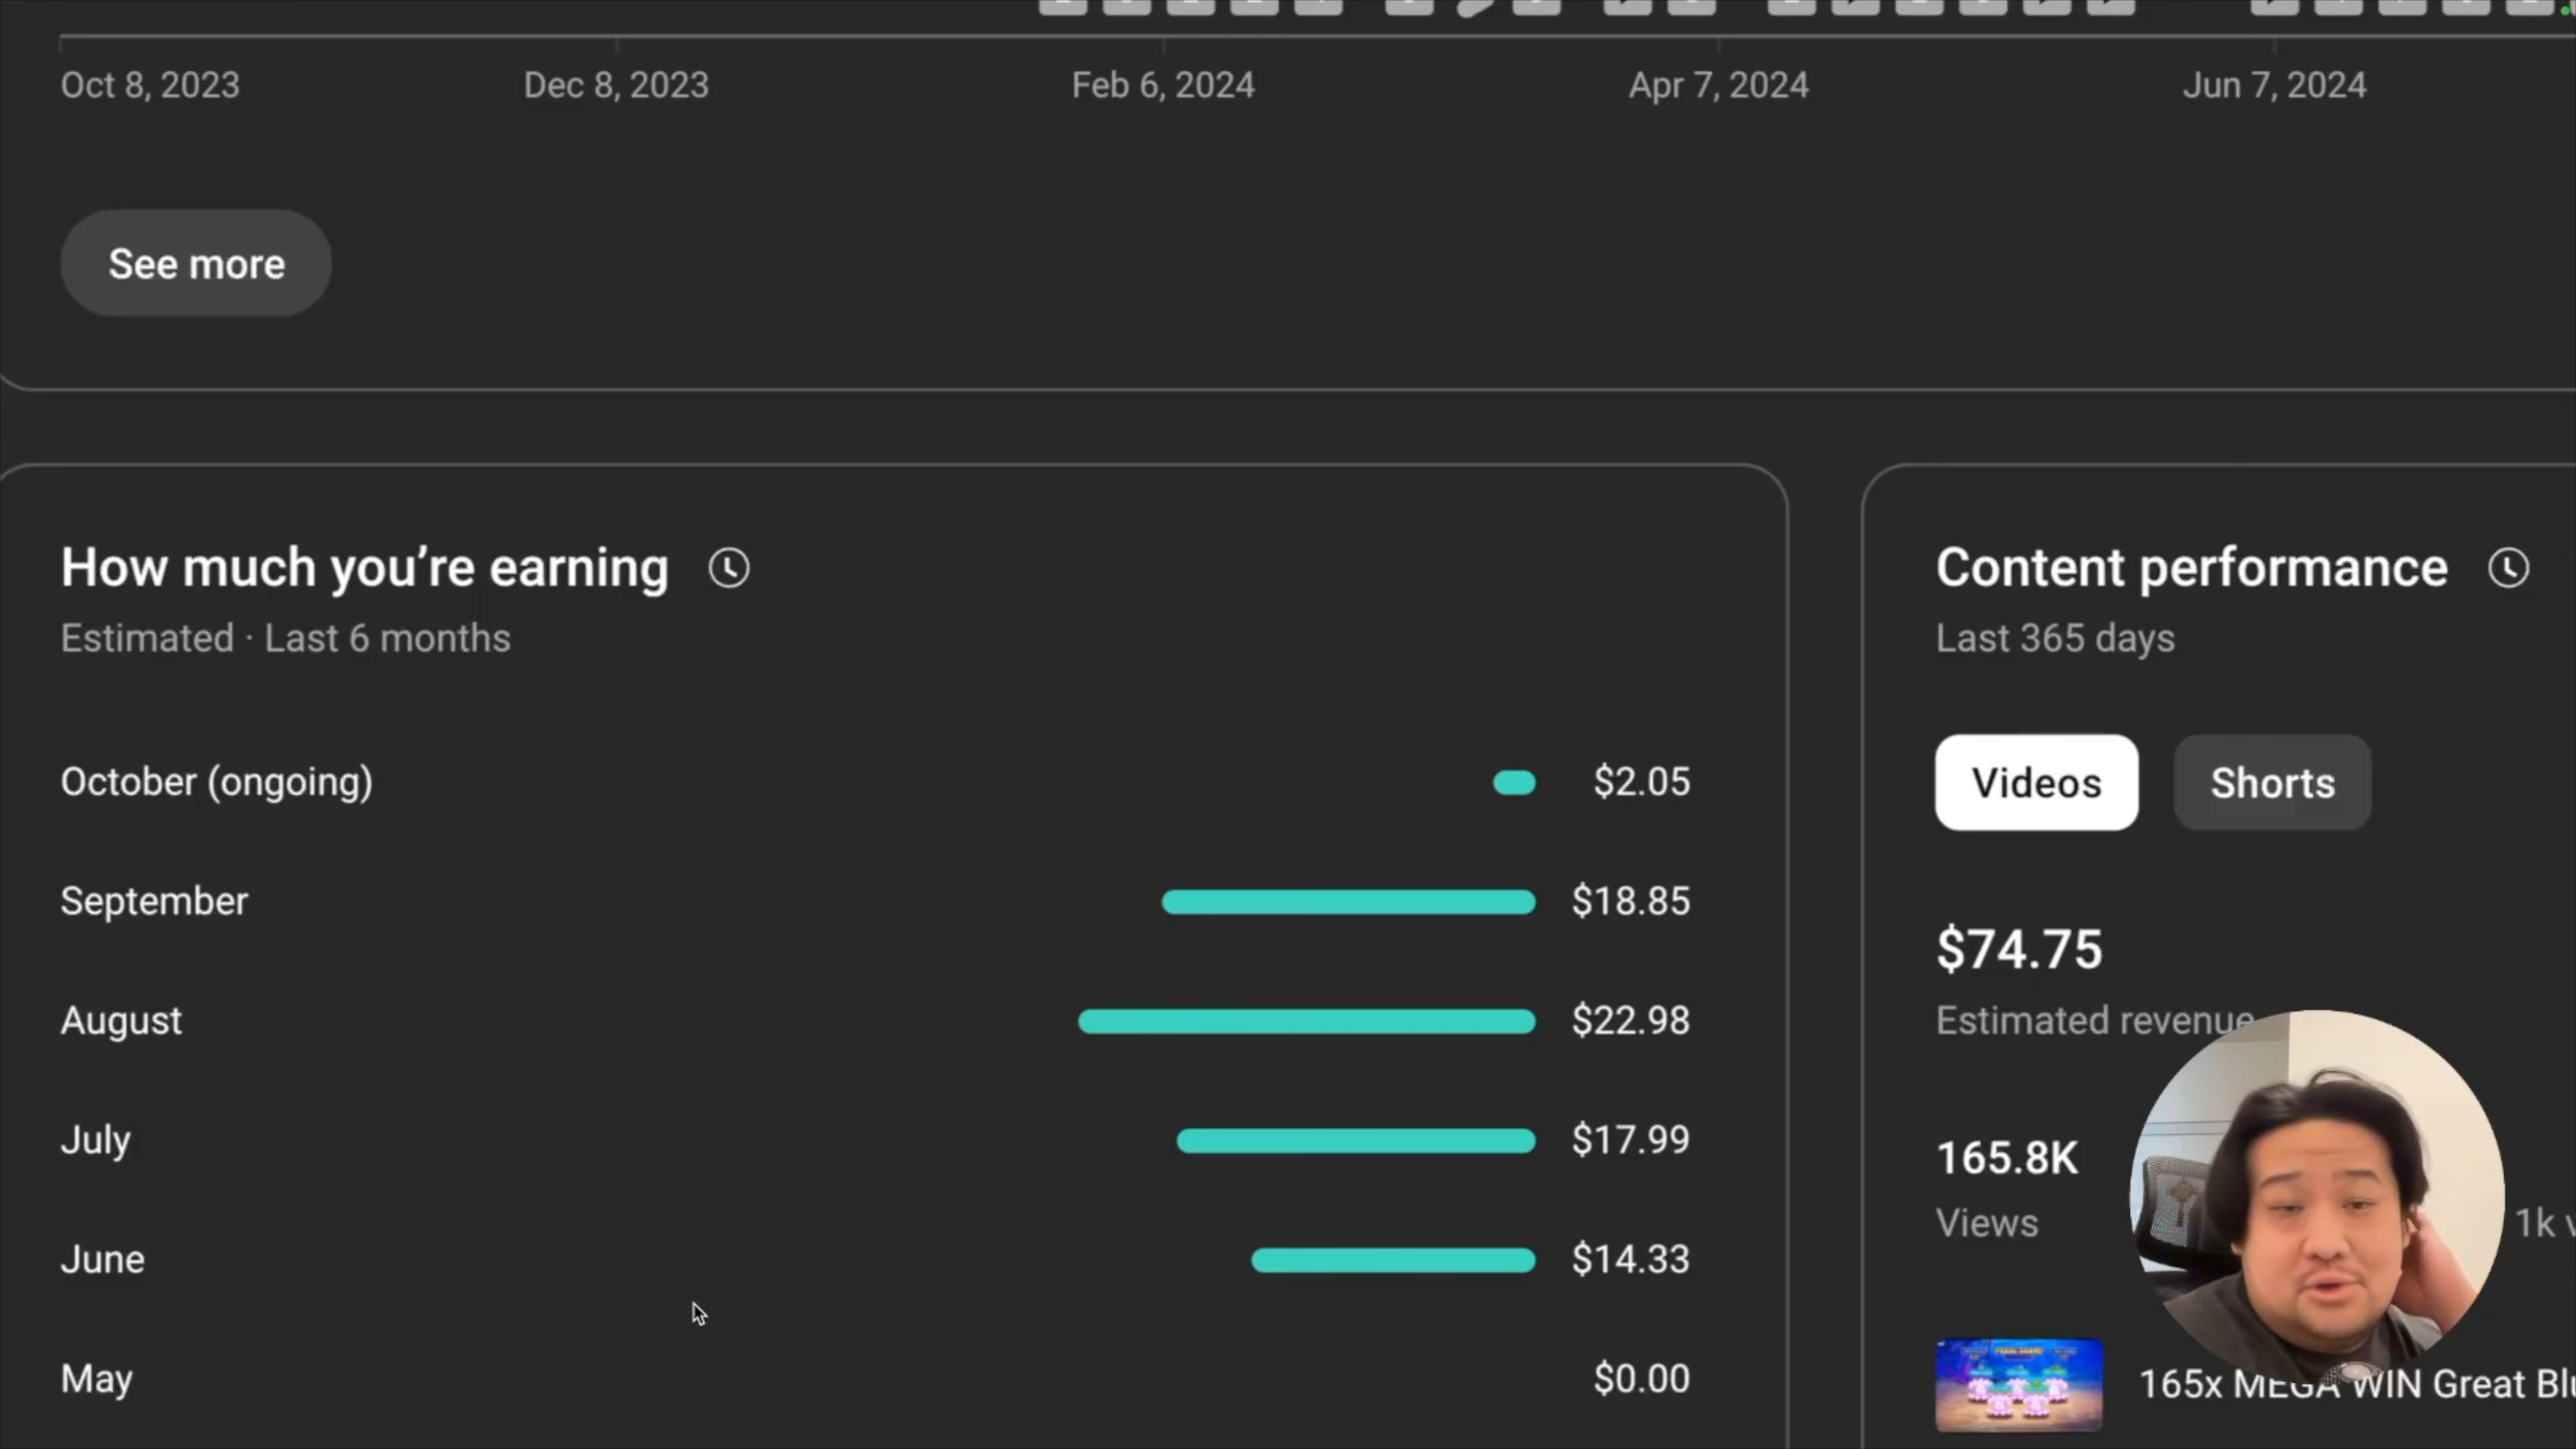 Oct 8, 2023
Dec 8, 2023
Feb 6, 2024
Apr 7, 2024
Jun 7, 2024
See more
How much you’re earning
Estimated · Last 6 months
October (ongoing) $2.05
September $18.85
August $22.98
July $17.99
June $14.33
May $0.00
Content performance
Last 365 days
Videos
Shorts
$74.75
Estimated revenue
165.8K
Views
1k
165x MEGA WIN Great